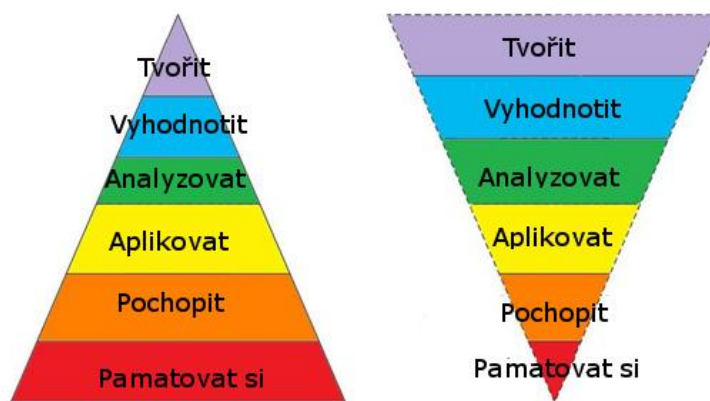 Tvořit
Vyhodnotit
Analyzovat
Aplikovat
Pochopit
Pamatovat si
Tvořit
Vyhodnotit
Analyzovat
Aplikovat
Pochopit
Pamatovat si